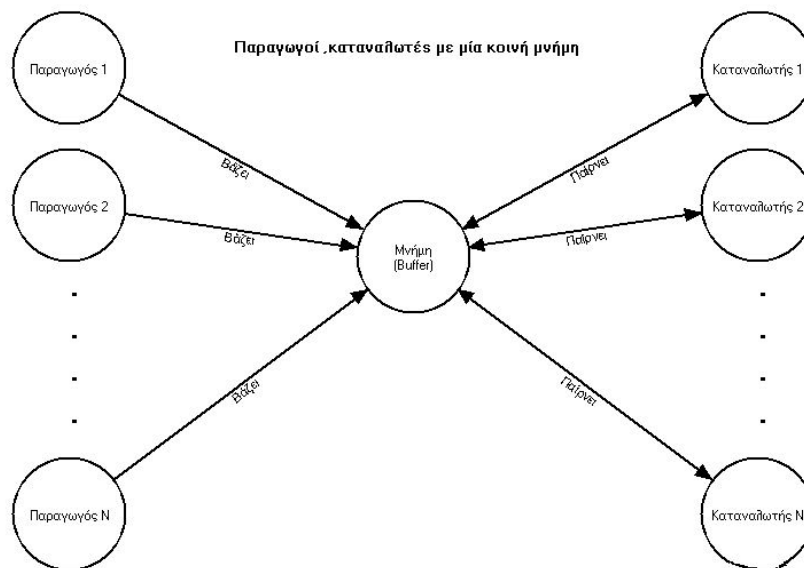 Παραγωγοί ,καταναλωτές με μία κοινή μνήμη
Παραγωγός 1
Καταναλωτής 1
Βάζει
Παίρνει
Παραγωγός 2
Καταναλωτής 2
Βάζει
Παίρνει
Μνήμη
(Buffer)
Βάζει
Παίρνει
Παραγωγός Ν
Καταναλωτής Ν